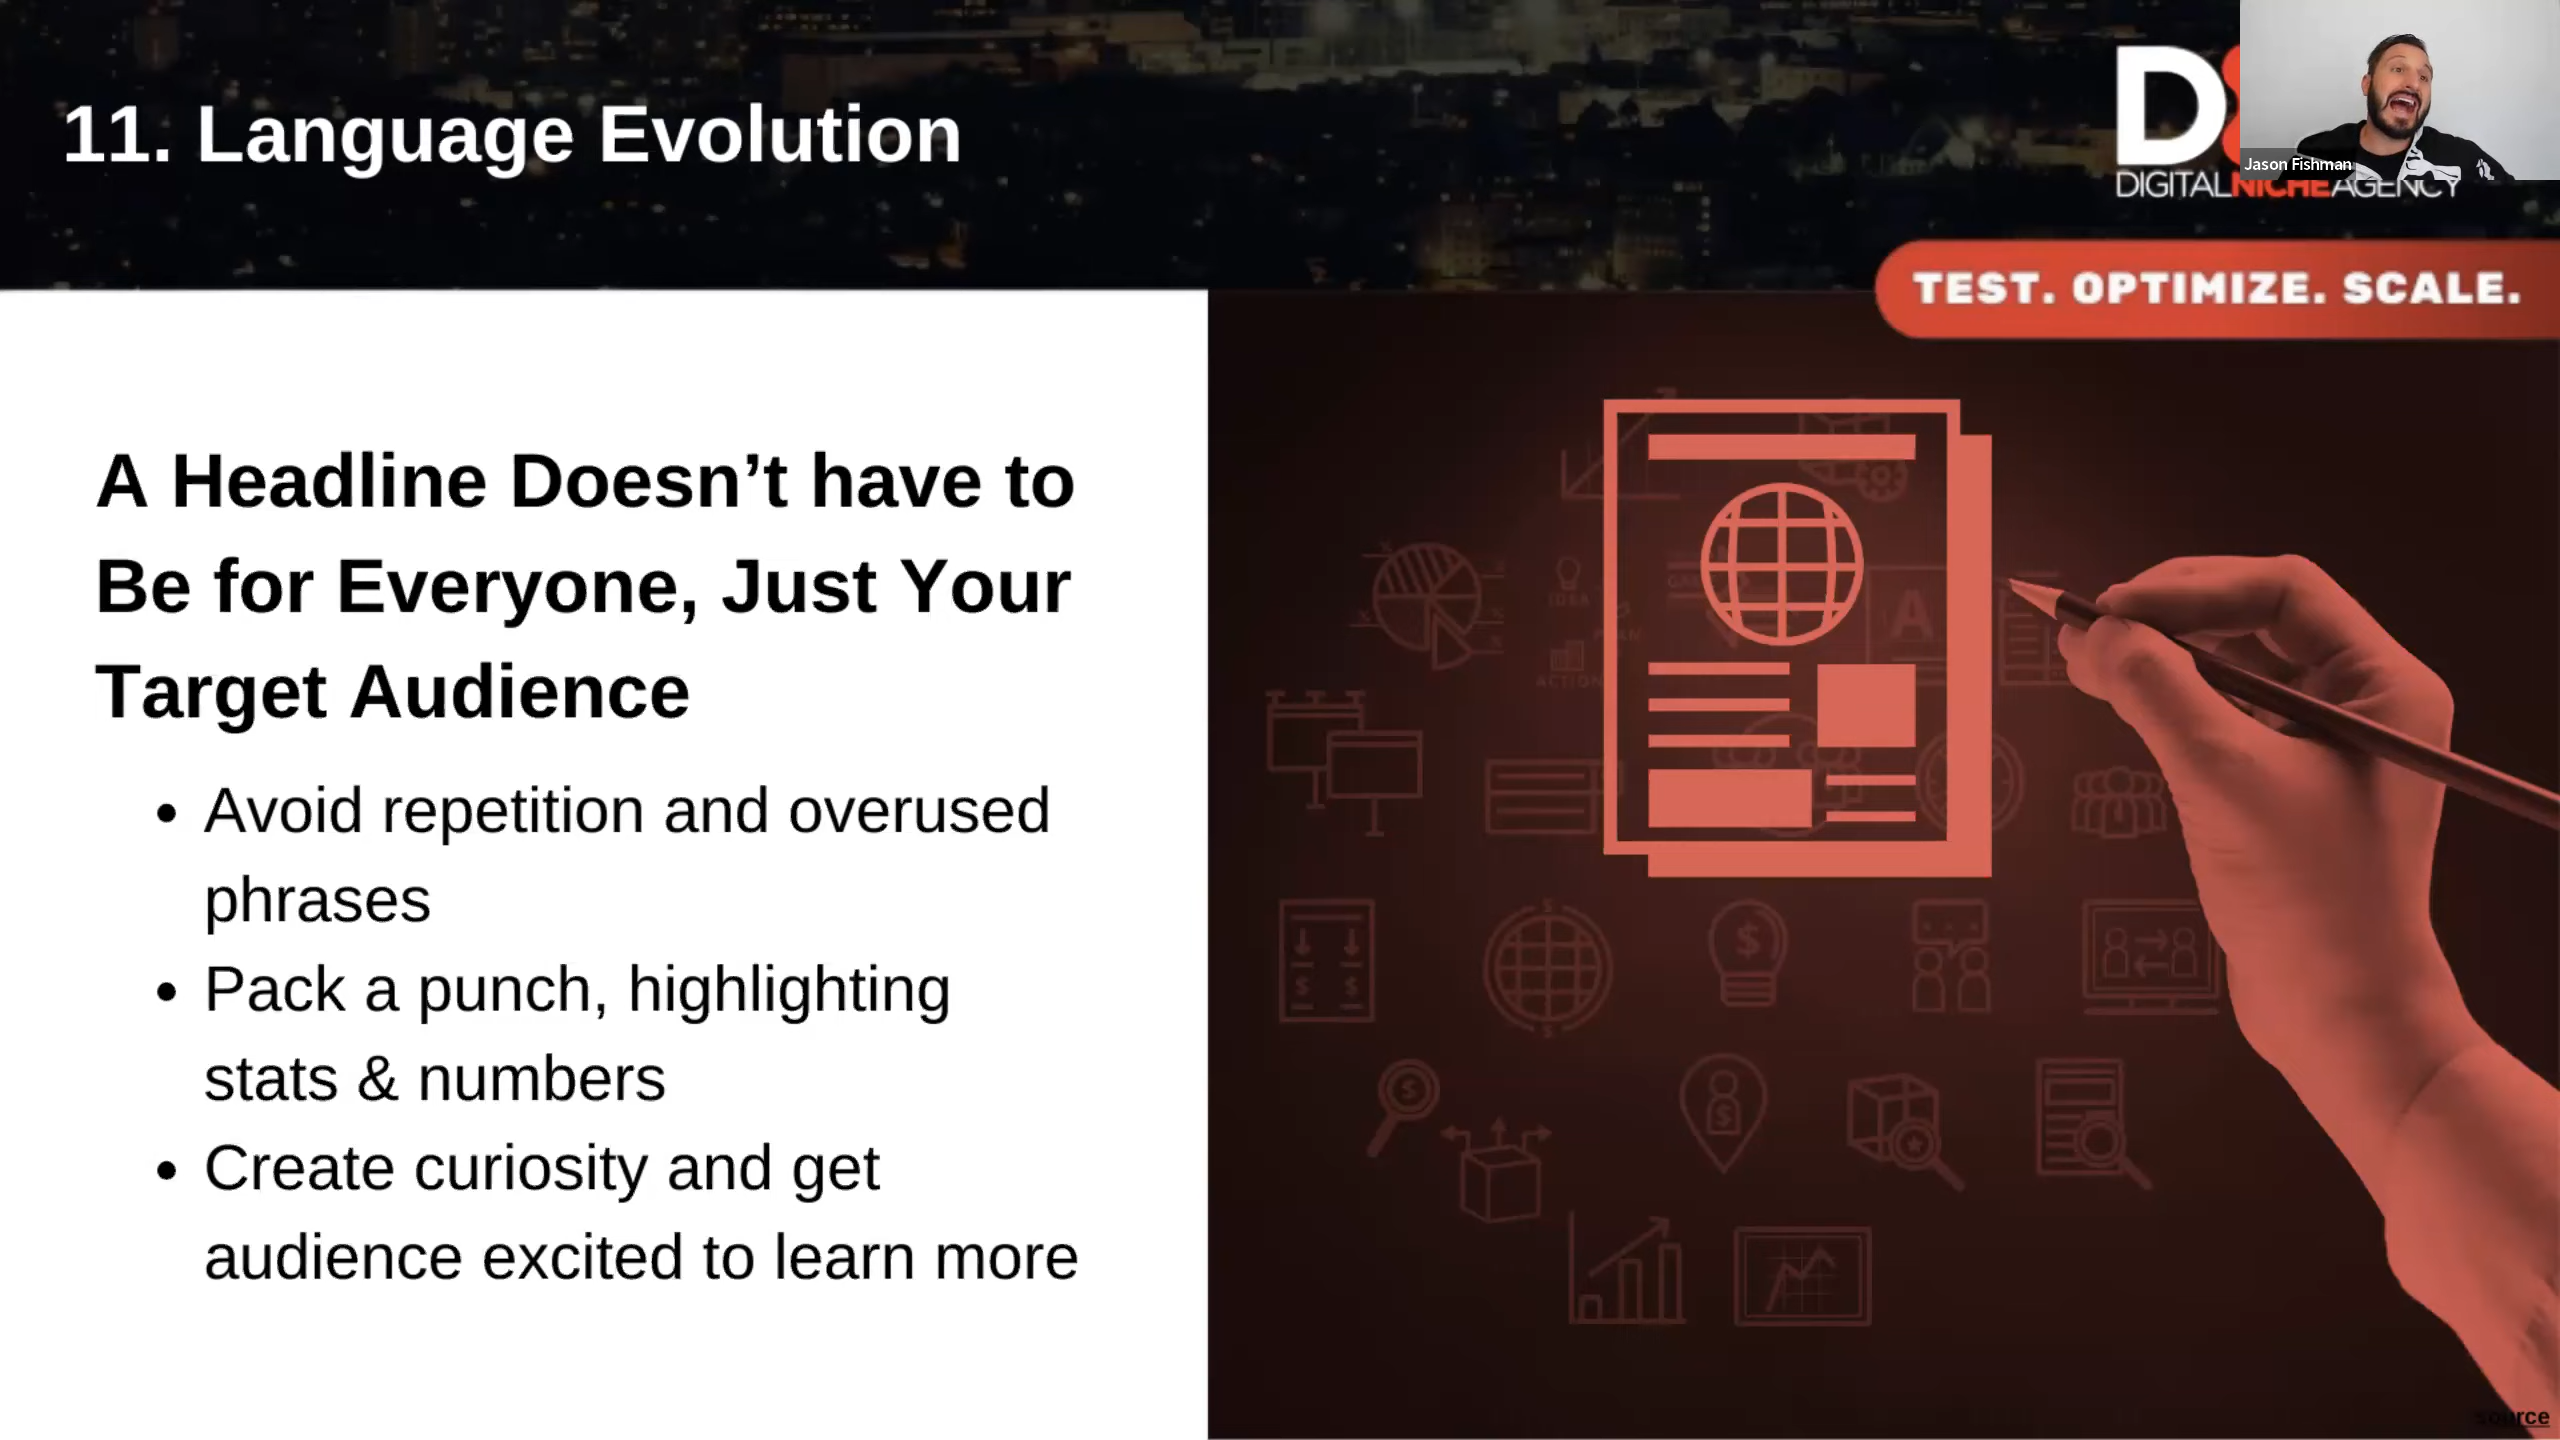 11. Language Evolution
D
Jason Fishman
DIGITALNICHEAGENCY
TEST. OPTIMIZE. SCALE.
A Headline Doesn’t have to
Be for Everyone, Just Your
Target Audience
• Avoid repetition and overused
phrases
• Pack a punch, highlighting
stats & numbers
• Create curiosity and get
audience excited to learn more
IDEA
A
ACTION
$ $
$
$
source